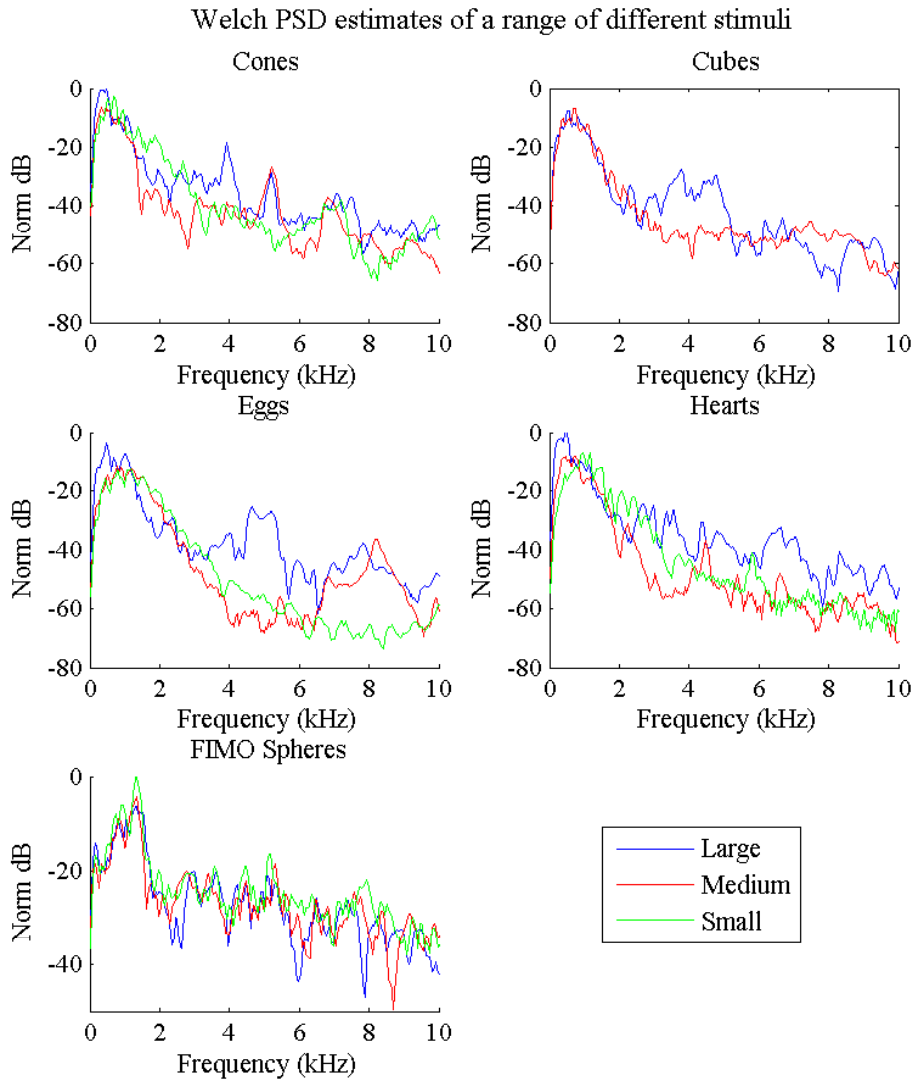 Welch PSD estimates of a range of different stimuli
Cones
Norm dB
0
-20
-40
-60
-80
0 2 4 6 8 10
Frequency (kHz)
Cubes
Norm dB
0
-20
-40
-60
-80
0 2 4 6 8 10
Frequency (kHz)
Eggs
Norm dB
0
-20
-40
-60
-80
0 2 4 6 8 10
Frequency (kHz)
Hearts
Norm dB
0
-20
-40
-60
-80
0 2 4 6 8 10
Frequency (kHz)
FIMO Spheres
Norm dB
0
-20
-40
0 2 4 6 8 10
Frequency (kHz)
Large
Medium
Small